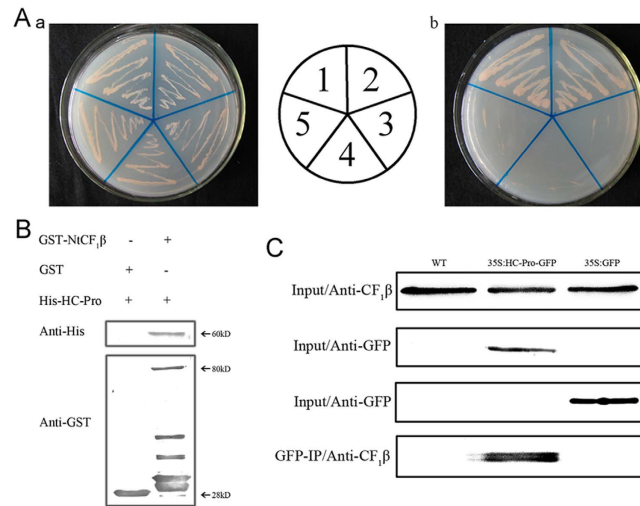 A
a
b
1 2
5 3
4
B
GST-NtCF₁β - +
GST + -
His-HC-Pro + +
Anti-His ←60kD
←80kD
Anti-GST
←28kD
C
WT 35S:HC-Pro-GFP 35S:GFP
Input/Anti-CF₁β
Input/Anti-GFP
Input/Anti-GFP
GFP-IP/Anti-CF₁β